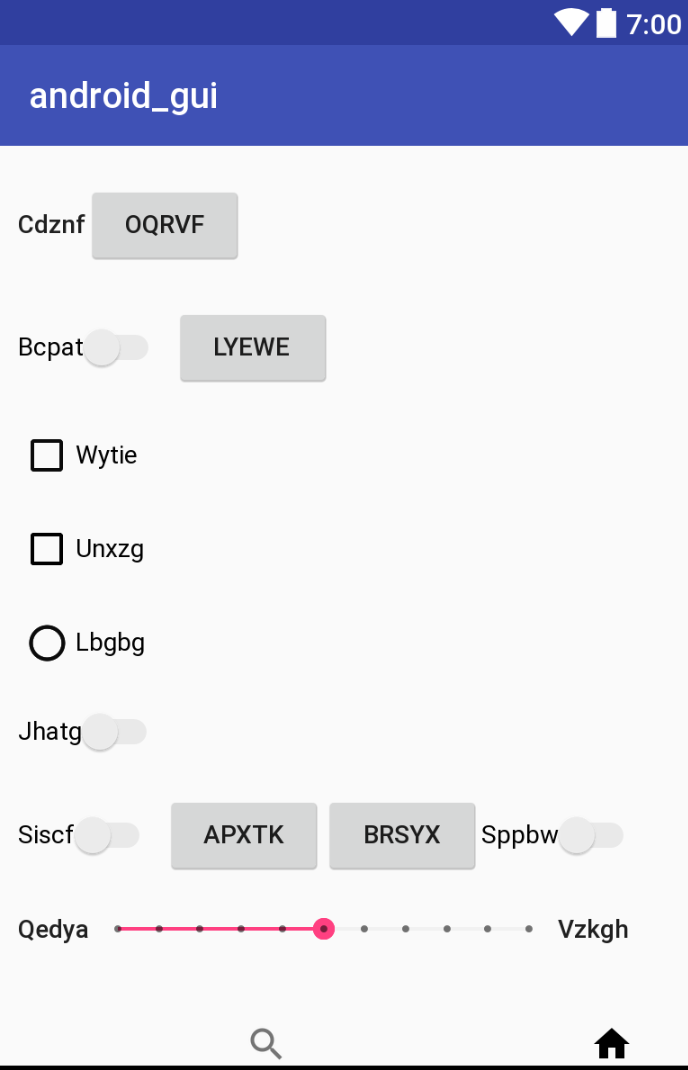 7:00
android_gui
Cdznf OQRVF
Bcpat LYEWE
Wytie
Unxzg
Lbgbg
Jhatg
Siscf APXTK BRSYX Sppbw
Qedya Vzkgh